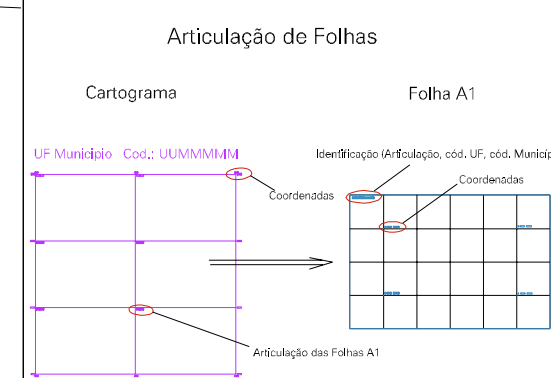 Articulação de Folhas
Cartograma
Folha A1
UF Municipio Cod.: UUMMMMM
Identificação (Articulação, cód. UF, cód. Municíp
Coordenadas
Coordenadas
Articulação das Folhas A1